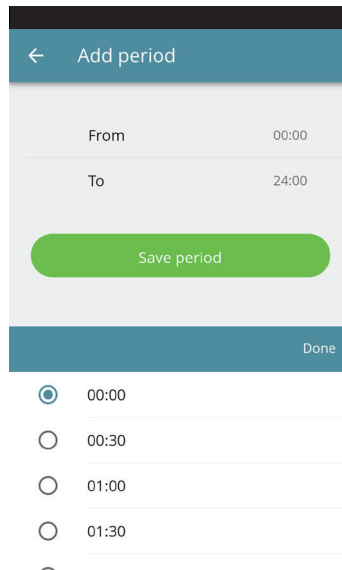 Add period
From 00:00
To 24:00
Save period
Done
00:00
00:30
01:00
01:30